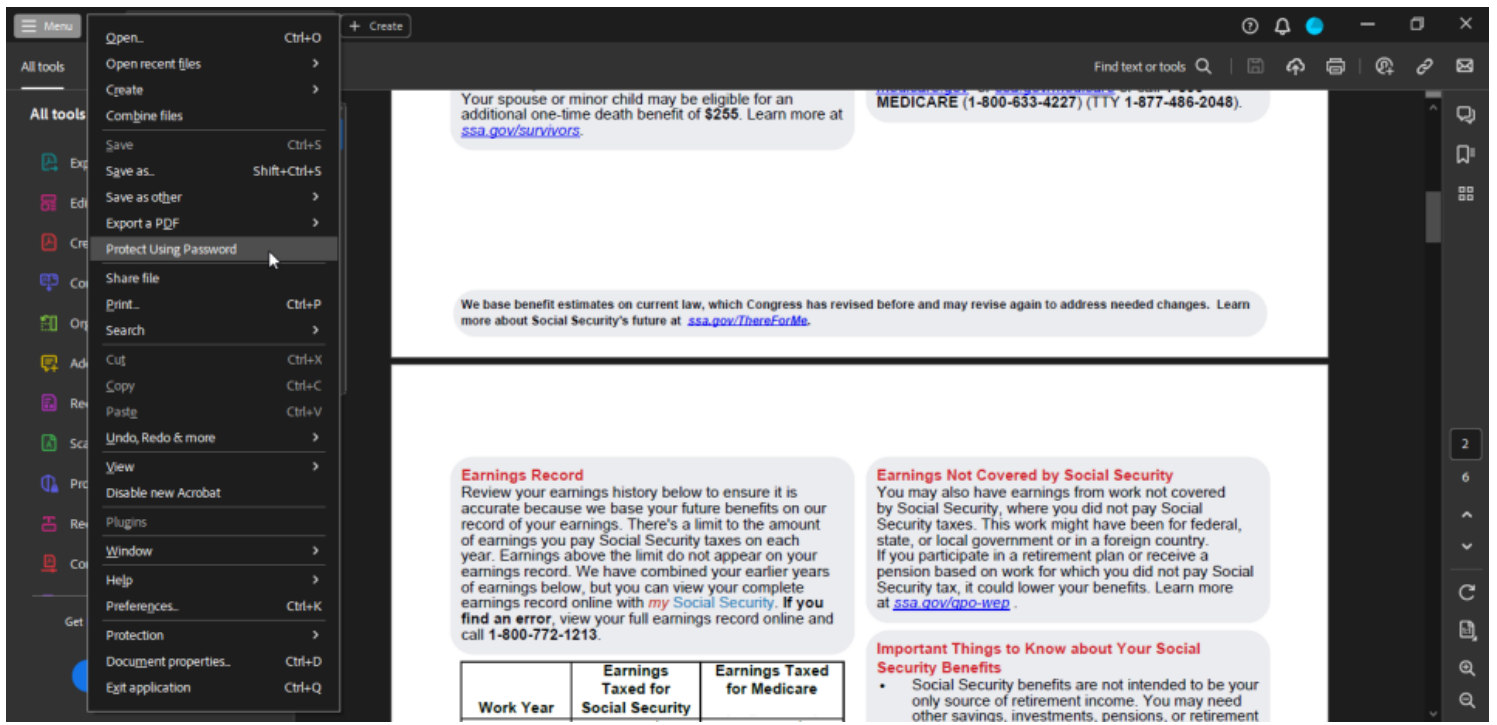 Menu
+ Create
All tools
Find text or tools
All tools
Exp
Edi
Cre
Co
Org
Ade
Re
Sca
Pro
Re
Co
Get
Open... Ctrl+O
Open recent files
Create
Combine files
Save Ctrl+S
Save as... Shift+Ctrl+S
Save as other
Export a PDF
Protect Using Password
Share file
Print... Ctrl+P
Search
Cut Ctrl+X
Copy Ctrl+C
Paste Ctrl+V
Undo, Redo & more
View
Disable new Acrobat
Plugins
Window
Help
Preferences... Ctrl+K
Protection
Document properties... Ctrl+D
Exit application Ctrl+Q
Your spouse or minor child may be eligible for an
additional one-time death benefit of $255. Learn more at
ssa.gov/survivors.
MEDICARE (1-800-633-4227) (TTY 1-877-486-2048).
We base benefit estimates on current law, which Congress has revised before and may revise again to address needed changes. Learn
more about Social Security's future at ssa.gov/ThereForMe.
Earnings Record
Review your earnings history below to ensure it is
accurate because we base your future benefits on our
record of your earnings. There's a limit to the amount
of earnings you pay Social Security taxes on each
year. Earnings above the limit do not appear on your
earnings record. We have combined your earlier years
of earnings below, but you can view your complete
earnings record online with my Social Security. If you
find an error, view your full earnings record online and
call 1-800-772-1213.
Work Year
Earnings
Taxed for
Social Security
Earnings Taxed
for Medicare
Earnings Not Covered by Social Security
You may also have earnings from work not covered
by Social Security, where you did not pay Social
Security taxes. This work might have been for federal,
state, or local government or in a foreign country.
If you participate in a retirement plan or receive a
pension based on work for which you did not pay Social
Security tax, it could lower your benefits. Learn more
at ssa.gov/gpo-wep .
Important Things to Know about Your Social
Security Benefits
• Social Security benefits are not intended to be your
only source of retirement income. You may need
other savings, investments, pensions, or retirement
2
6